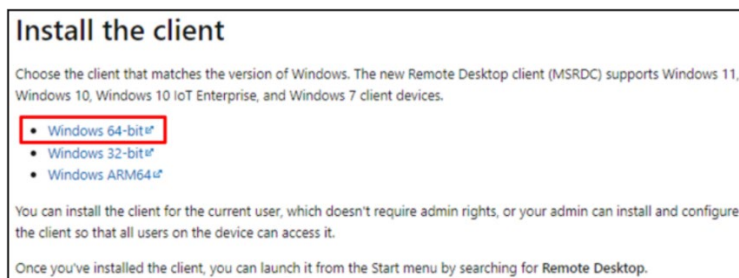 Install the client
Choose the client that matches the version of Windows. The new Remote Desktop client (MSRDC) supports Windows 11,
Windows 10, Windows 10 IoT Enterprise, and Windows 7 client devices.
• Windows 64-bit
• Windows 32-bit
• Windows ARM64
You can install the client for the current user, which doesn't require admin rights, or your admin can install and configure
the client so that all users on the device can access it.
Once you've installed the client, you can launch it from the Start menu by searching for Remote Desktop.